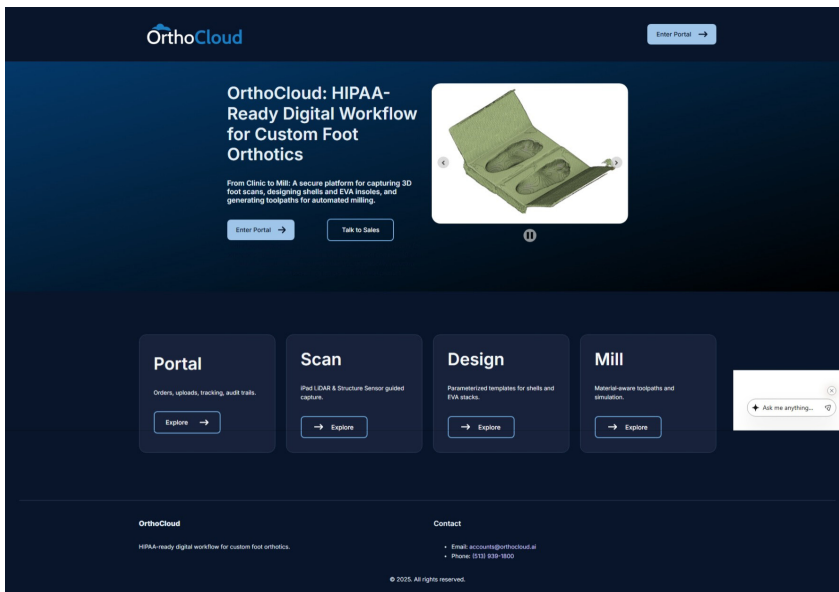 OrthoCloud
Enter Portal
OrthoCloud: HIPAA-
Ready Digital Workflow
for Custom Foot
Orthotics
From Clinic to Mill: A secure platform for capturing 3D
foot scans, designing shells and EVA insoles, and
generating toolpaths for automated milling.
Enter Portal
Talk to Sales
Portal
Orders, uploads, tracking, audit trails.
Explore
Scan
iPad LiDAR & Structure Sensor guided
capture.
Explore
Design
Parameterized templates for shells and
EVA stacks.
Explore
Mill
Material-aware toolpaths and
simulation.
Explore
Ask me anything...
OrthoCloud
HIPAA-ready digital workflow for custom foot orthotics.
Contact
Email: accounts@orthocloud.ai
Phone: (513) 939-1800
© 2025. All rights reserved.